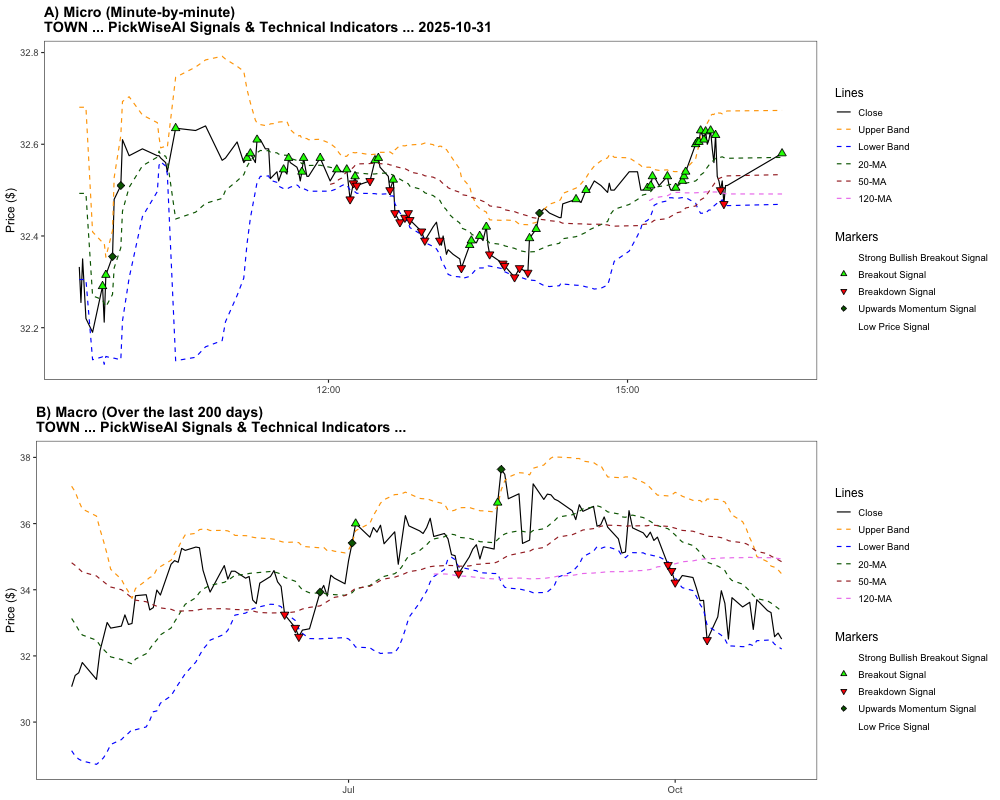 A) Micro (Minute-by-minute)
TOWN ... PickWiseAI Signals & Technical Indicators ... 2025-10-31
Price ($)
32.8
32.6
32.4
32.2
12:00
15:00
Lines
Close
Upper Band
Lower Band
20-MA
50-MA
120-MA
Markers
Strong Bullish Breakout Signal
Breakout Signal
Breakdown Signal
Upwards Momentum Signal
Low Price Signal
B) Macro (Over the last 200 days)
TOWN ... PickWiseAI Signals & Technical Indicators ...
Price ($)
38
36
34
32
30
Jul
Oct
Lines
Close
Upper Band
Lower Band
20-MA
50-MA
120-MA
Markers
Strong Bullish Breakout Signal
Breakout Signal
Breakdown Signal
Upwards Momentum Signal
Low Price Signal